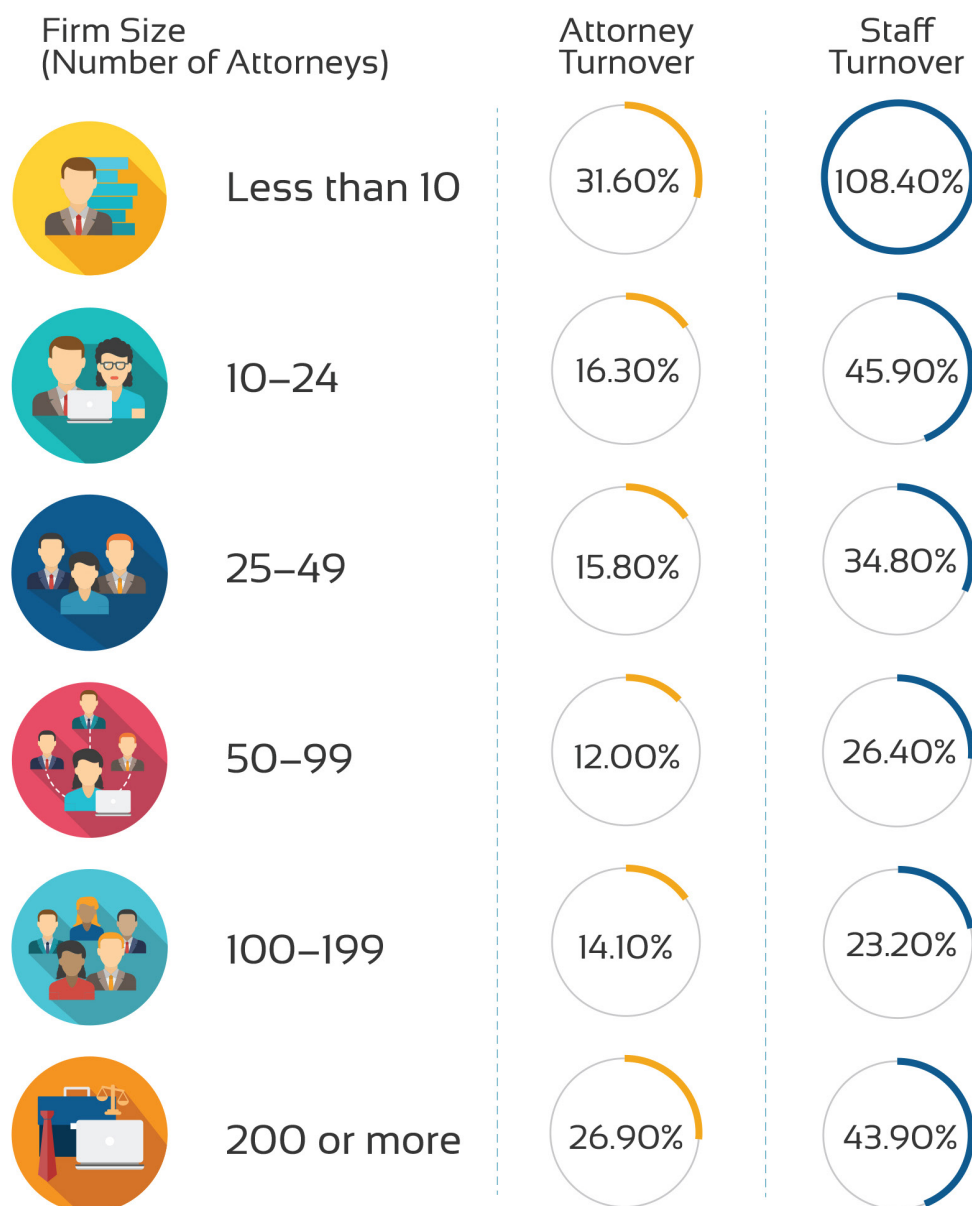 Firm Size
(Number of Attorneys)
Attorney
Turnover
Staff
Turnover
Less than 10
31.60%
108.40%
10–24
16.30%
45.90%
25–49
15.80%
34.80%
50–99
12.00%
26.40%
100–199
14.10%
23.20%
200 or more
26.90%
43.90%